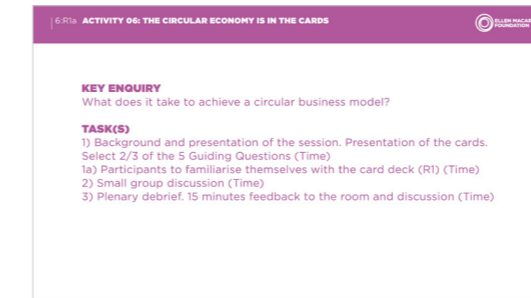 6:R1a ACTIVITY 06: THE CIRCULAR ECONOMY IS IN THE CARDS
ELLEN
FOUNDATION
KEY ENQUIRY
What does it take to achieve a circular business model?
TASK(S)
1) Background and presentation of the session. Presentation of the cards.
Select 2/3 of the 5 Guiding Questions (Time)
1a) Participants to familiarise themselves with the card deck (R1) (Time)
2) Small group discussion (Time)
3) Plenary debrief. 15 minutes feedback to the room and discussion (Time)